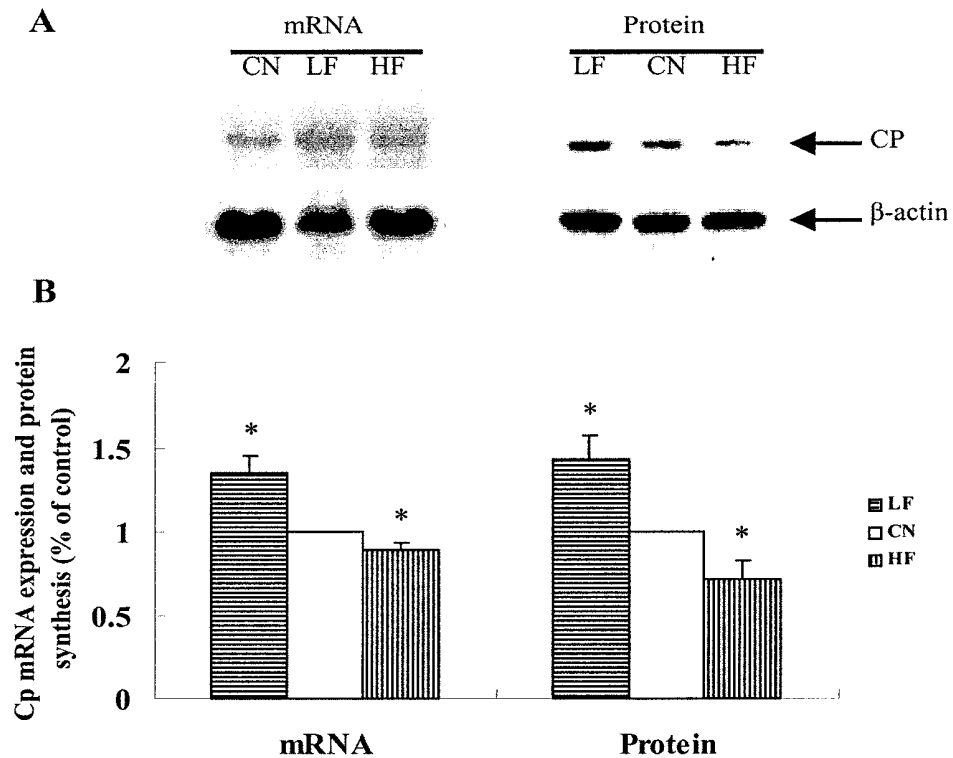 A
mRNA
Protein
CN LF HF
LF CN HF
CP
β-actin
B
Cp mRNA expression and protein
synthesis (% of control)
2
1.5
1
0.5
0
*
*
*
*
LF
CN
HF
mRNA
Protein